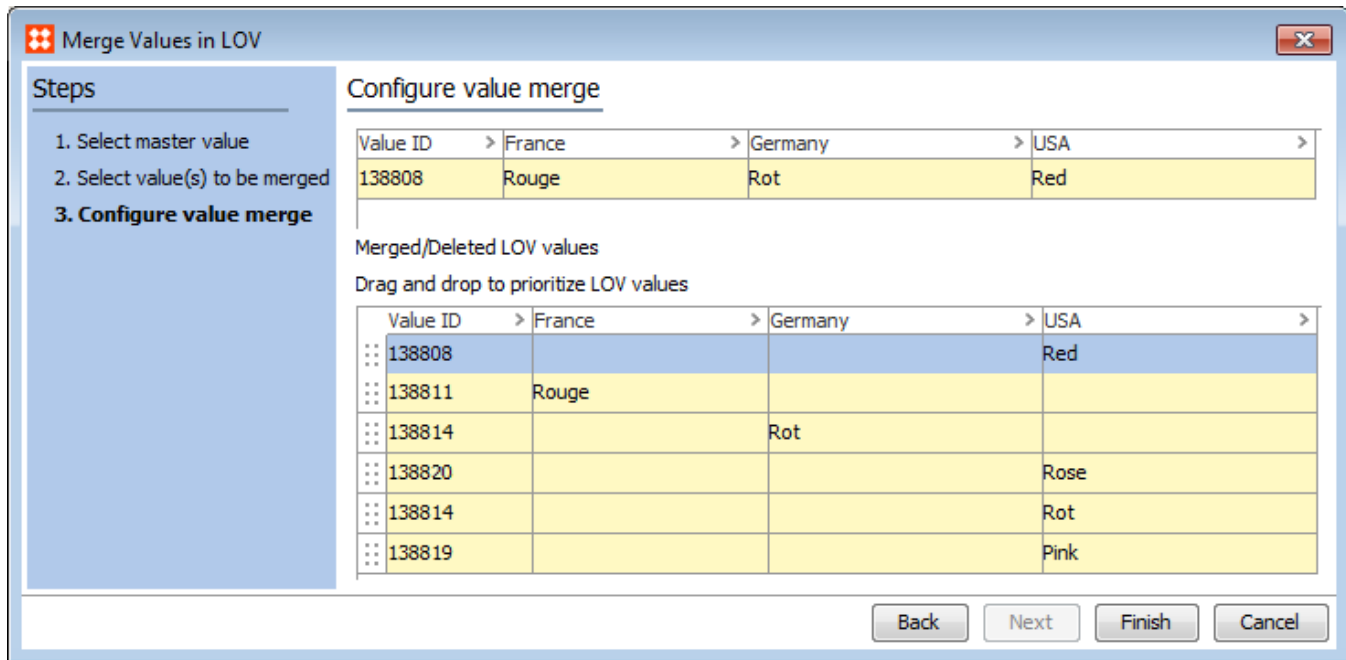 Merge Values in LOV
Steps
1. Select master value
2. Select value(s) to be merged
3. Configure value merge
Configure value merge
Value ID > France > Germany > USA >
138808 Rouge Rot Red
Merged/Deleted LOV values
Drag and drop to prioritize LOV values
Value ID > France > Germany > USA >
138808 Red
138811 Rouge
138814 Rot
138820 Rose
138814 Rot
138819 Pink
Back Next Finish Cancel